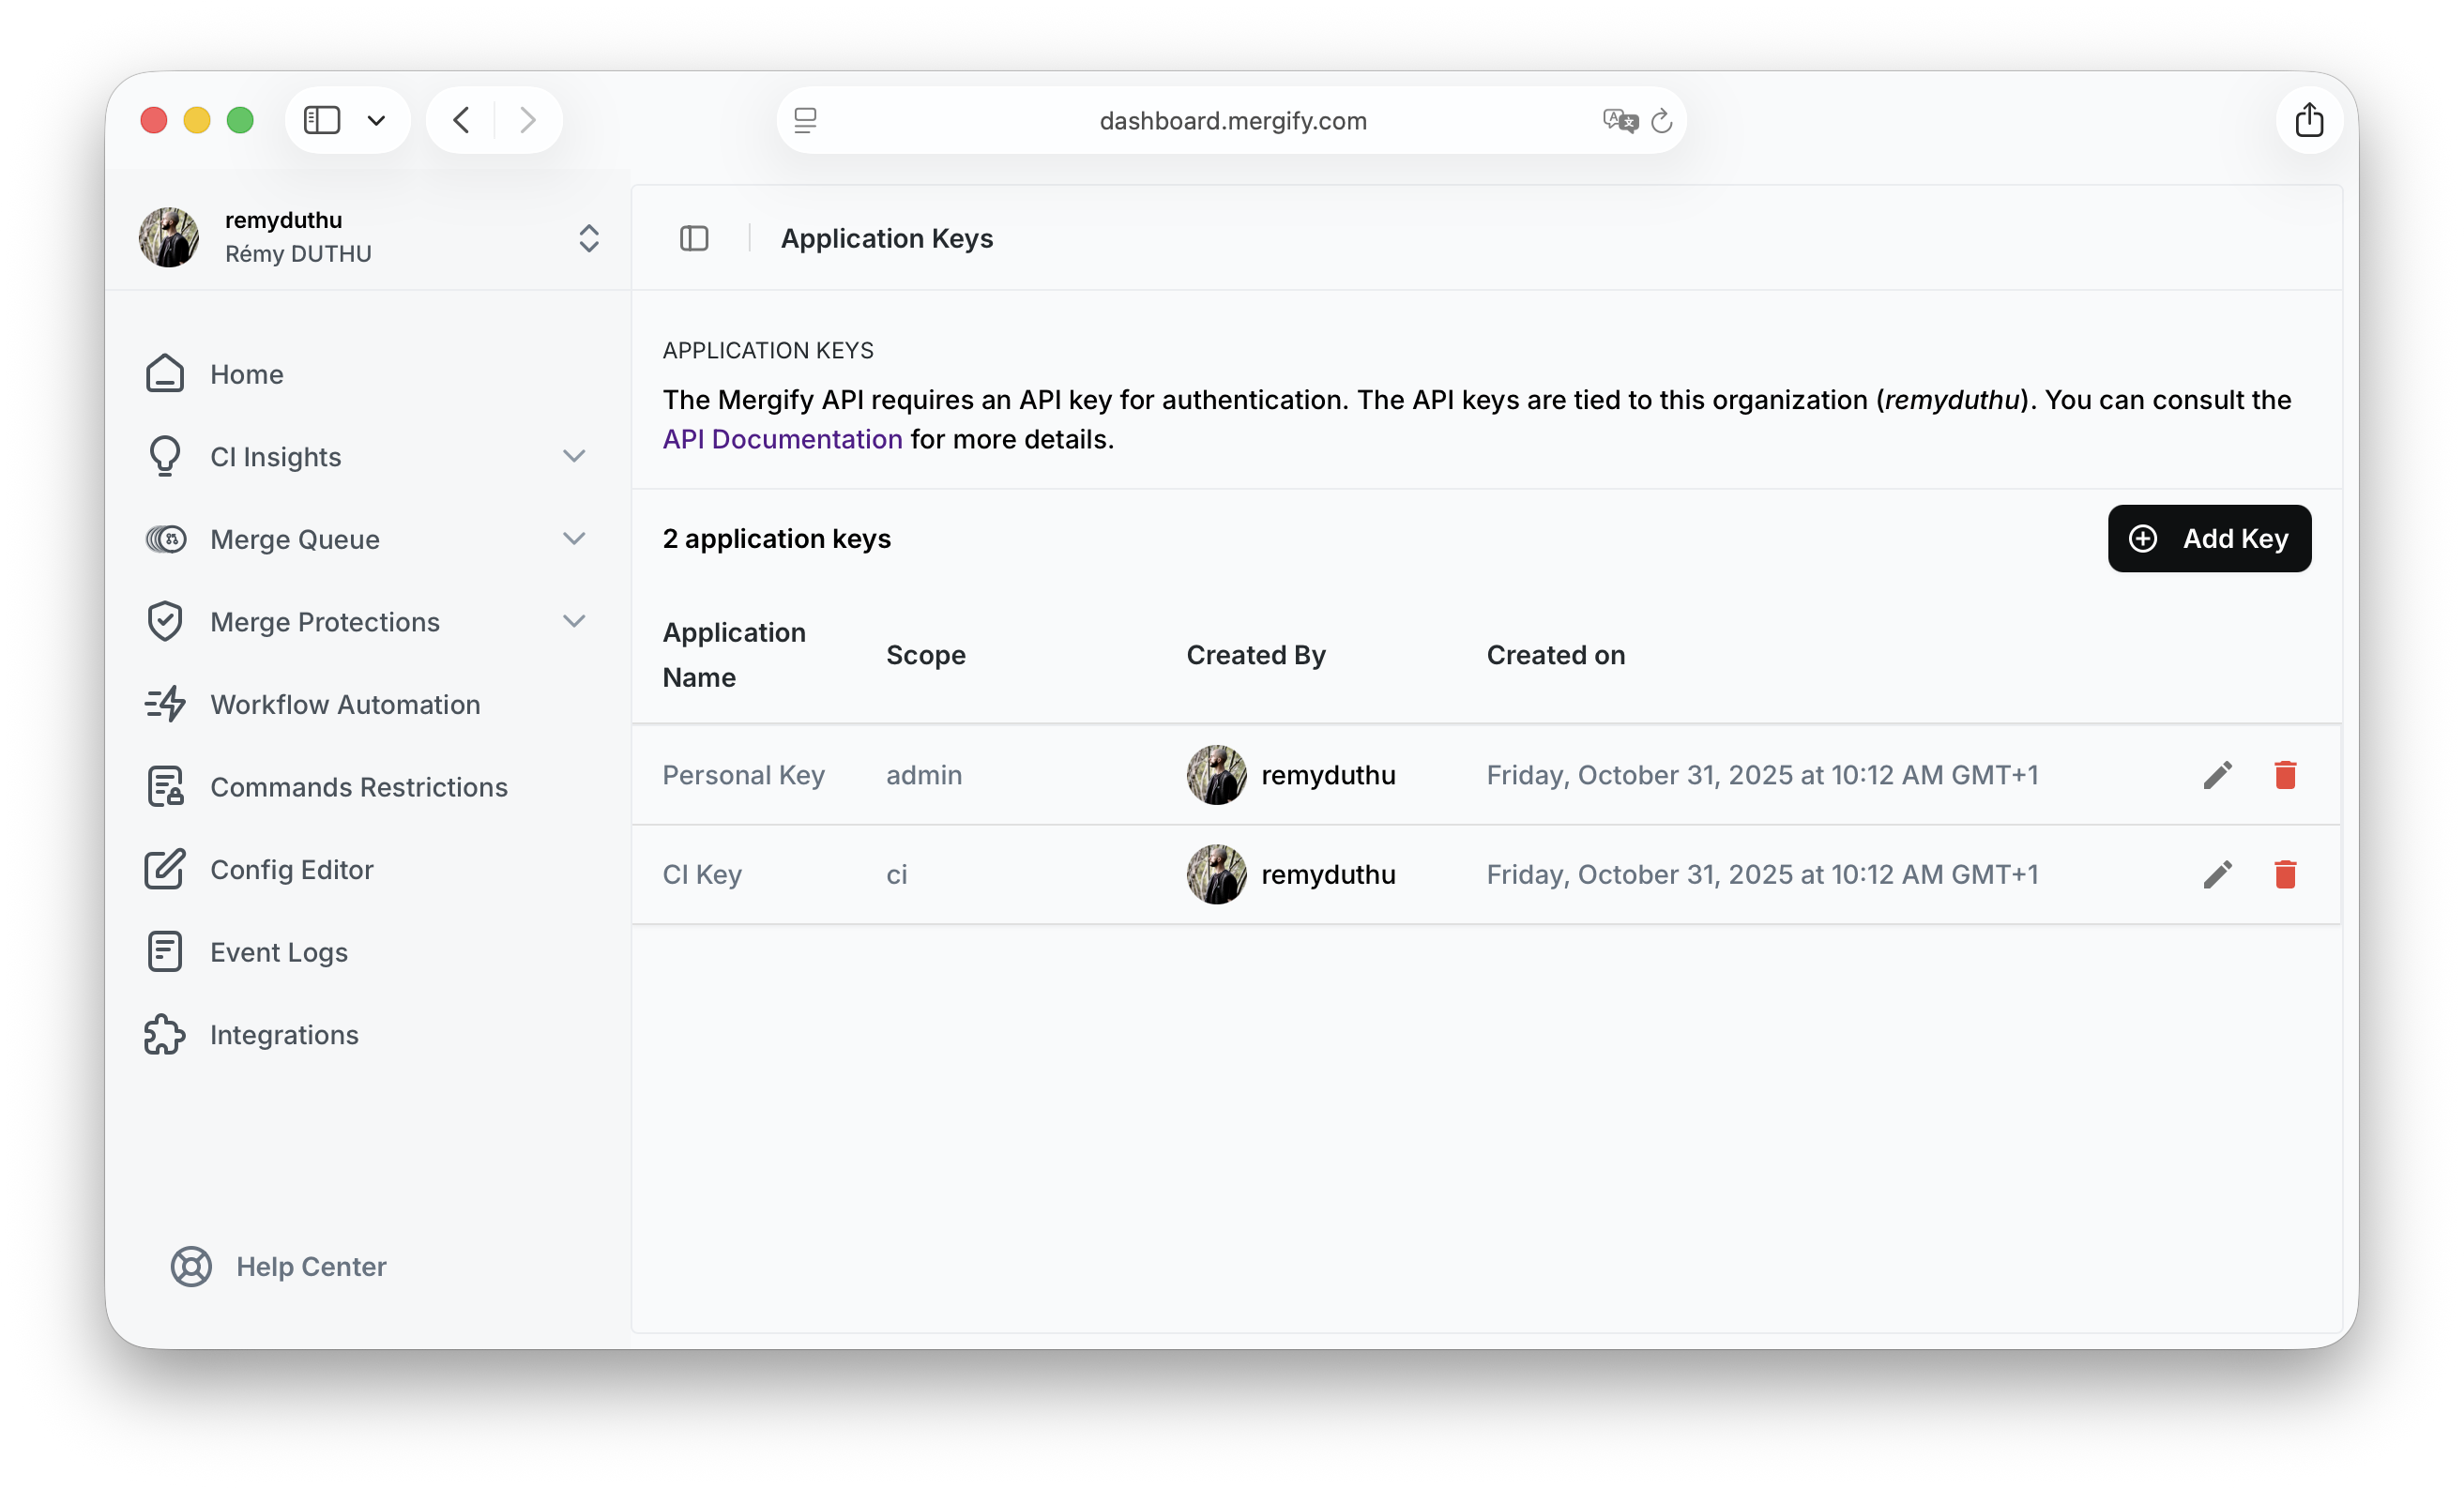 dashboard.mergify.com
remyduthu
Rémy DUTHU
Home
CI Insights
Merge Queue
Merge Protections
Workflow Automation
Commands Restrictions
Config Editor
Event Logs
Integrations
Help Center
Application Keys
APPLICATION KEYS
The Mergify API requires an API key for authentication. The API keys are tied to this organization (remyduthu). You can consult the
API Documentation for more details.
2 application keys
Add Key
Application
Name
Scope
Created By
Created on
Personal Key admin remyduthu Friday, October 31, 2025 at 10:12 AM GMT+1
CI Key ci remyduthu Friday, October 31, 2025 at 10:12 AM GMT+1